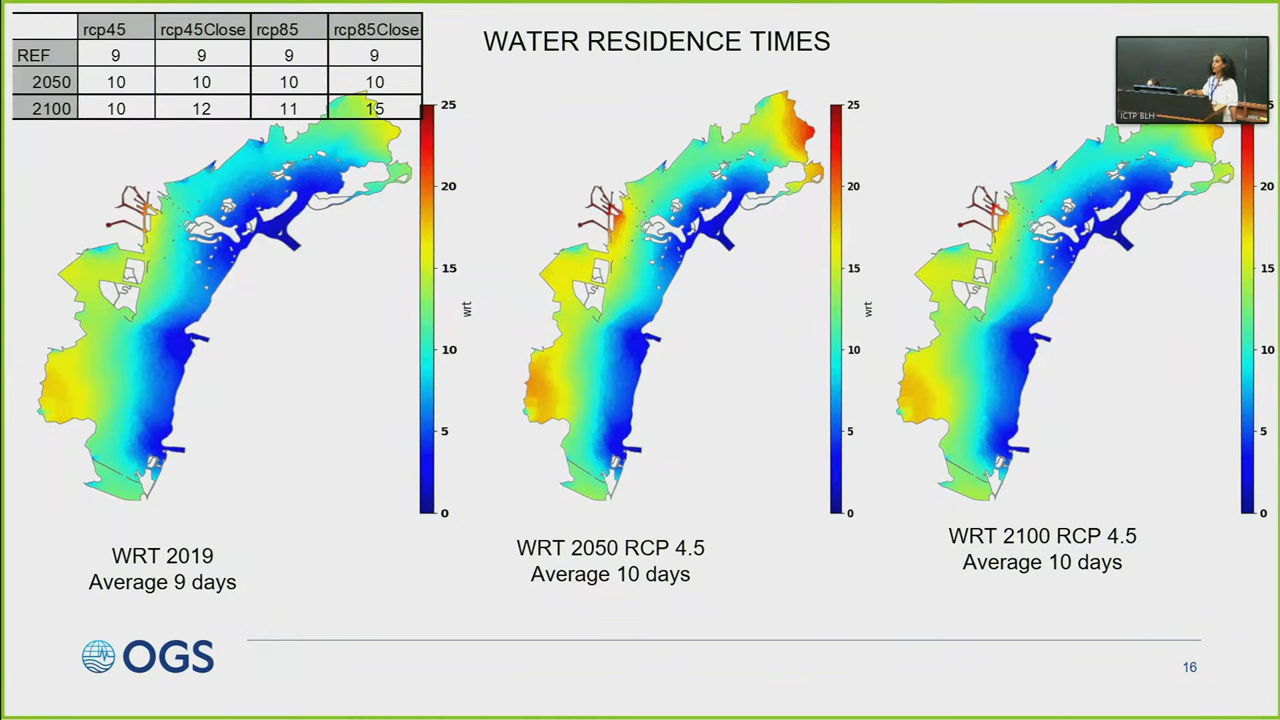 rcp45 rcp45Close rcp85 rcp85Close
REF 9 9 9 9
2050 10 10 10 10
2100 10 12 11 15
WATER RESIDENCE TIMES
ICTP BLH
25
20
15
10
5
0
wrt
25
20
15
10
5
0
wrt
5
20
15
10
5
0
WRT 2019
Average 9 days
WRT 2050 RCP 4.5
Average 10 days
WRT 2100 RCP 4.5
Average 10 days
OGS
16